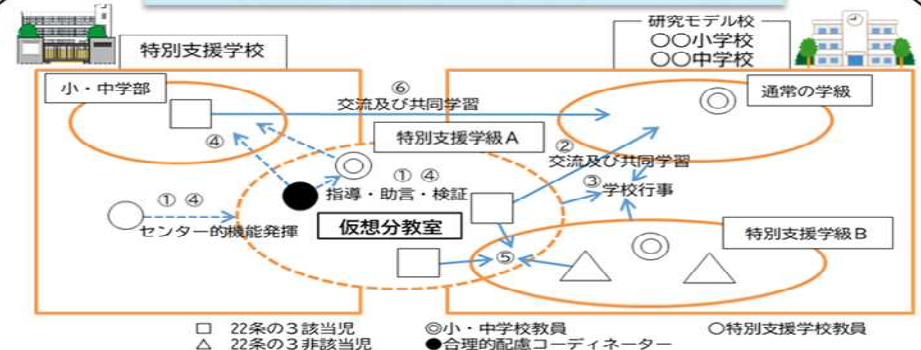 研究モデル校
○○小学校
○○中学校
特別支援学校
小・中学部
通常の学級
⑥
交流及び共同学習
特別支援学級A
④
②
交流及び共同学習
① ④
指導・助言・検証
③
学校行事
① ④
センター的機能発揮
仮想分教室
特別支援学級B
⑤
□ 22条の3該当児
◎小・中学校教員
○特別支援学校教員
△ 22条の3非該当児
●合理的配慮コーディネーター